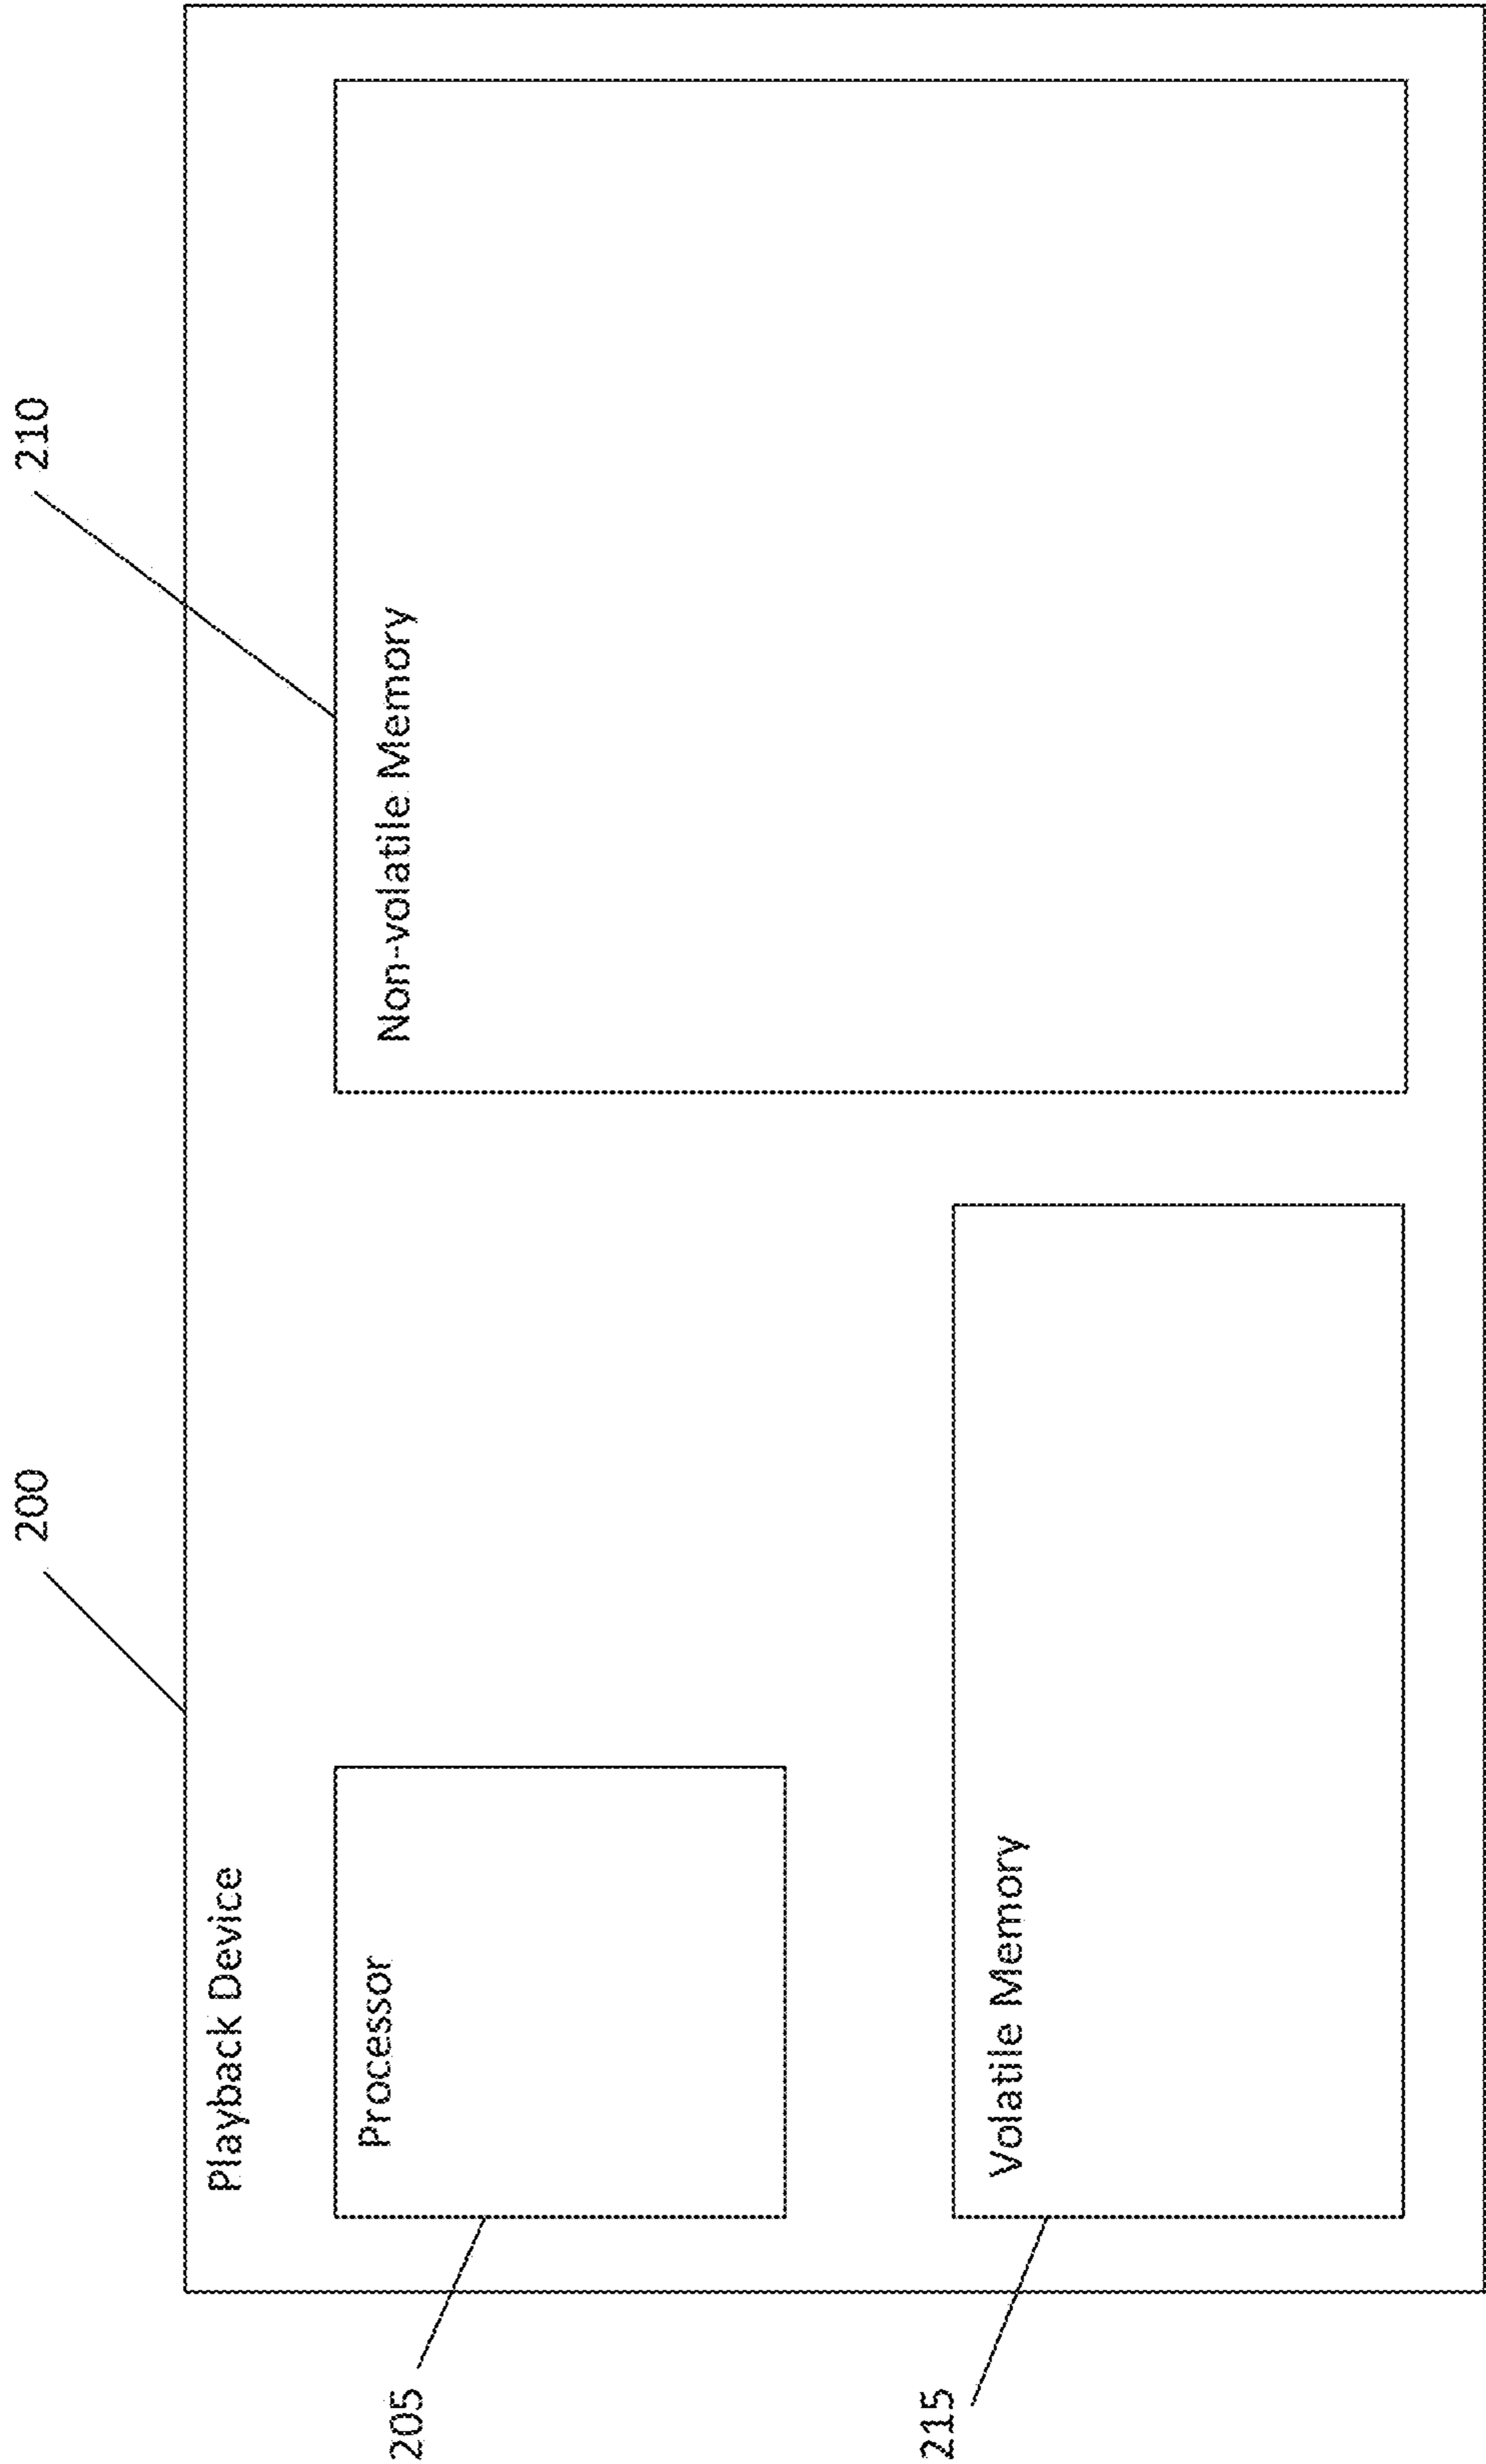 200
210
Playback Device
205
Processor
Non-volatile Memory
215
Volatile Memory